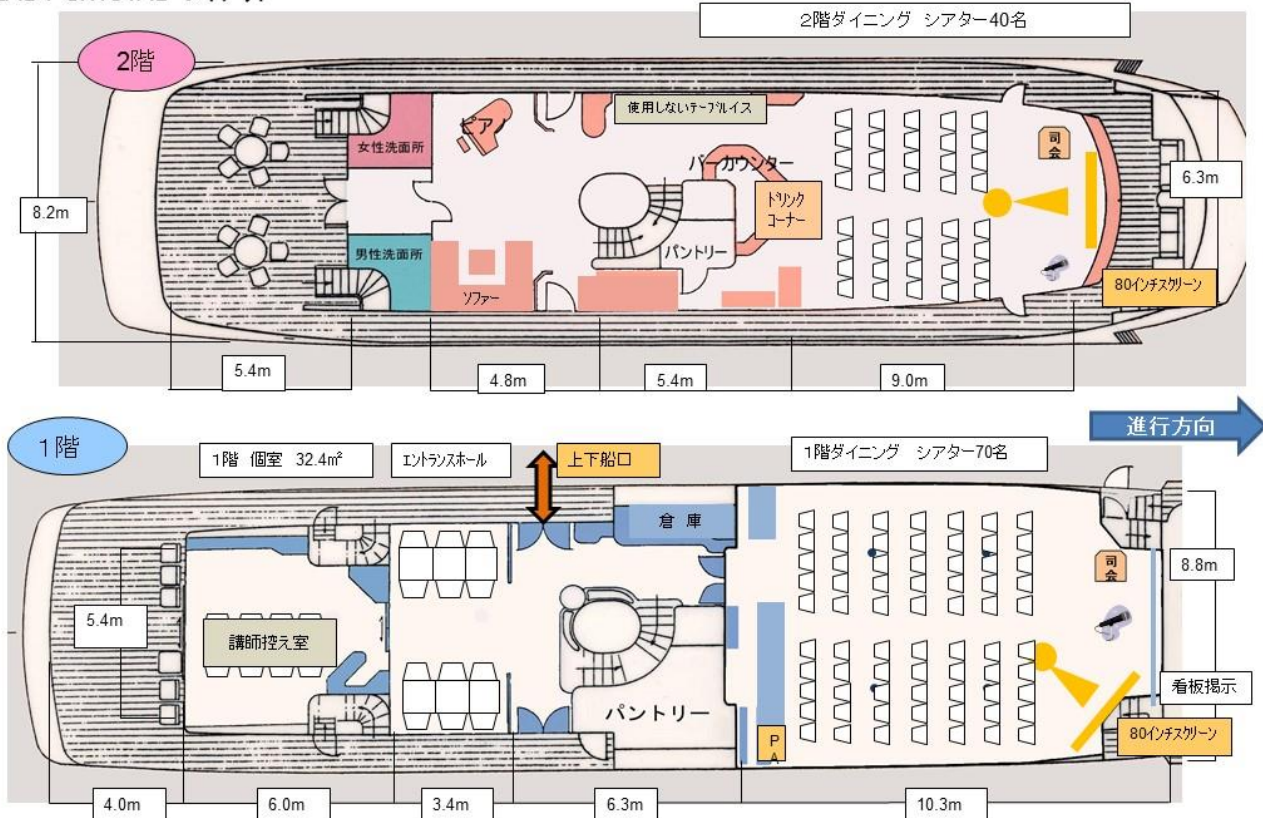 2階ダイニング シアター40名
2階
使用しないテーブルイス
ピアノ
女性洗面所
バーカウンター
司会
6.3m
8.2m
ドリンク
コーナー
パントリー
男性洗面所
ソファー
80インチスクリーン
5.4m
4.8m
5.4m
9.0m
進行方向
1階
1階 個室 32.4㎡
エントランスホール
上下船口
1階ダイニング シアター70名
倉庫
司会
8.8m
5.4m
講師控え室
看板掲示
パントリー
PA
80インチスクリーン
4.0m
6.0m
3.4m
6.3m
10.3m